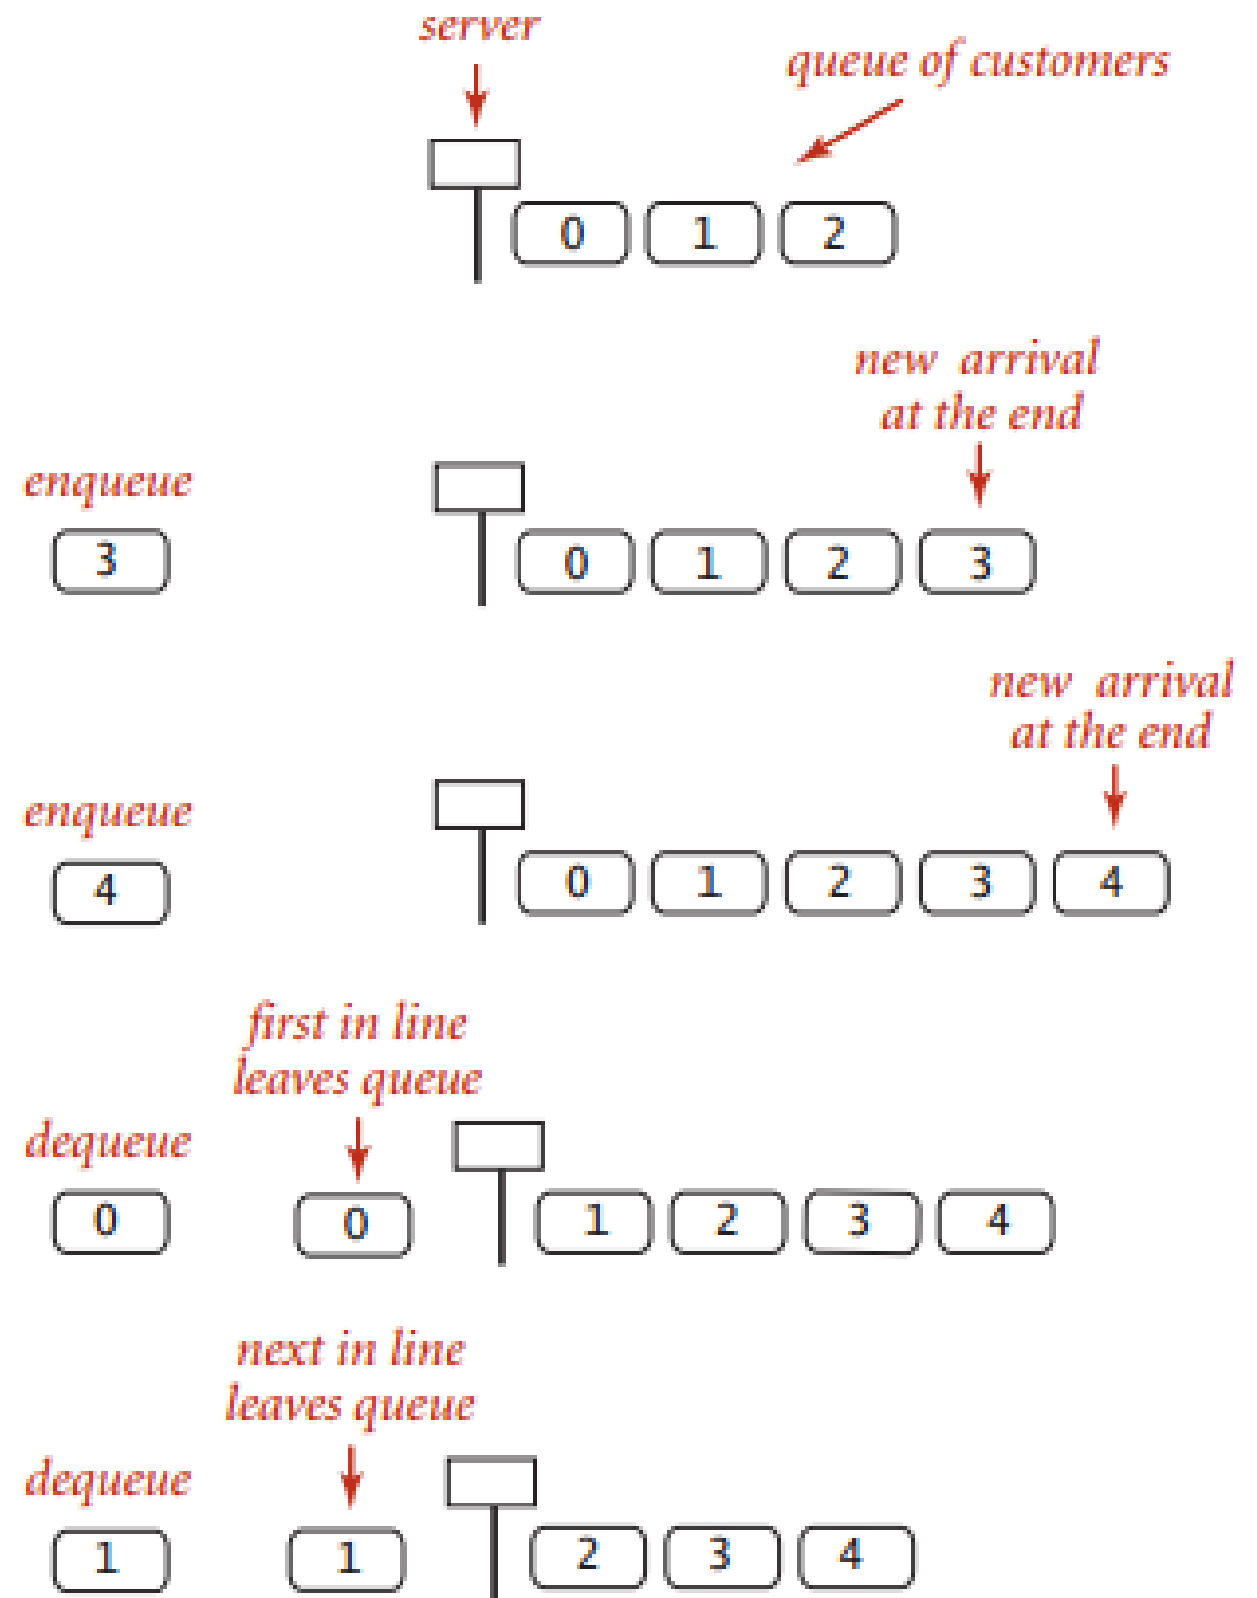 server
queue of customers
0 1 2
new arrival
at the end
enqueue
3 0 1 2 3
new arrival
at the end
enqueue
4 0 1 2 3 4
first in line
leaves queue
dequeue
0 0 1 2 3 4
next in line
leaves queue
dequeue
1 1 2 3 4